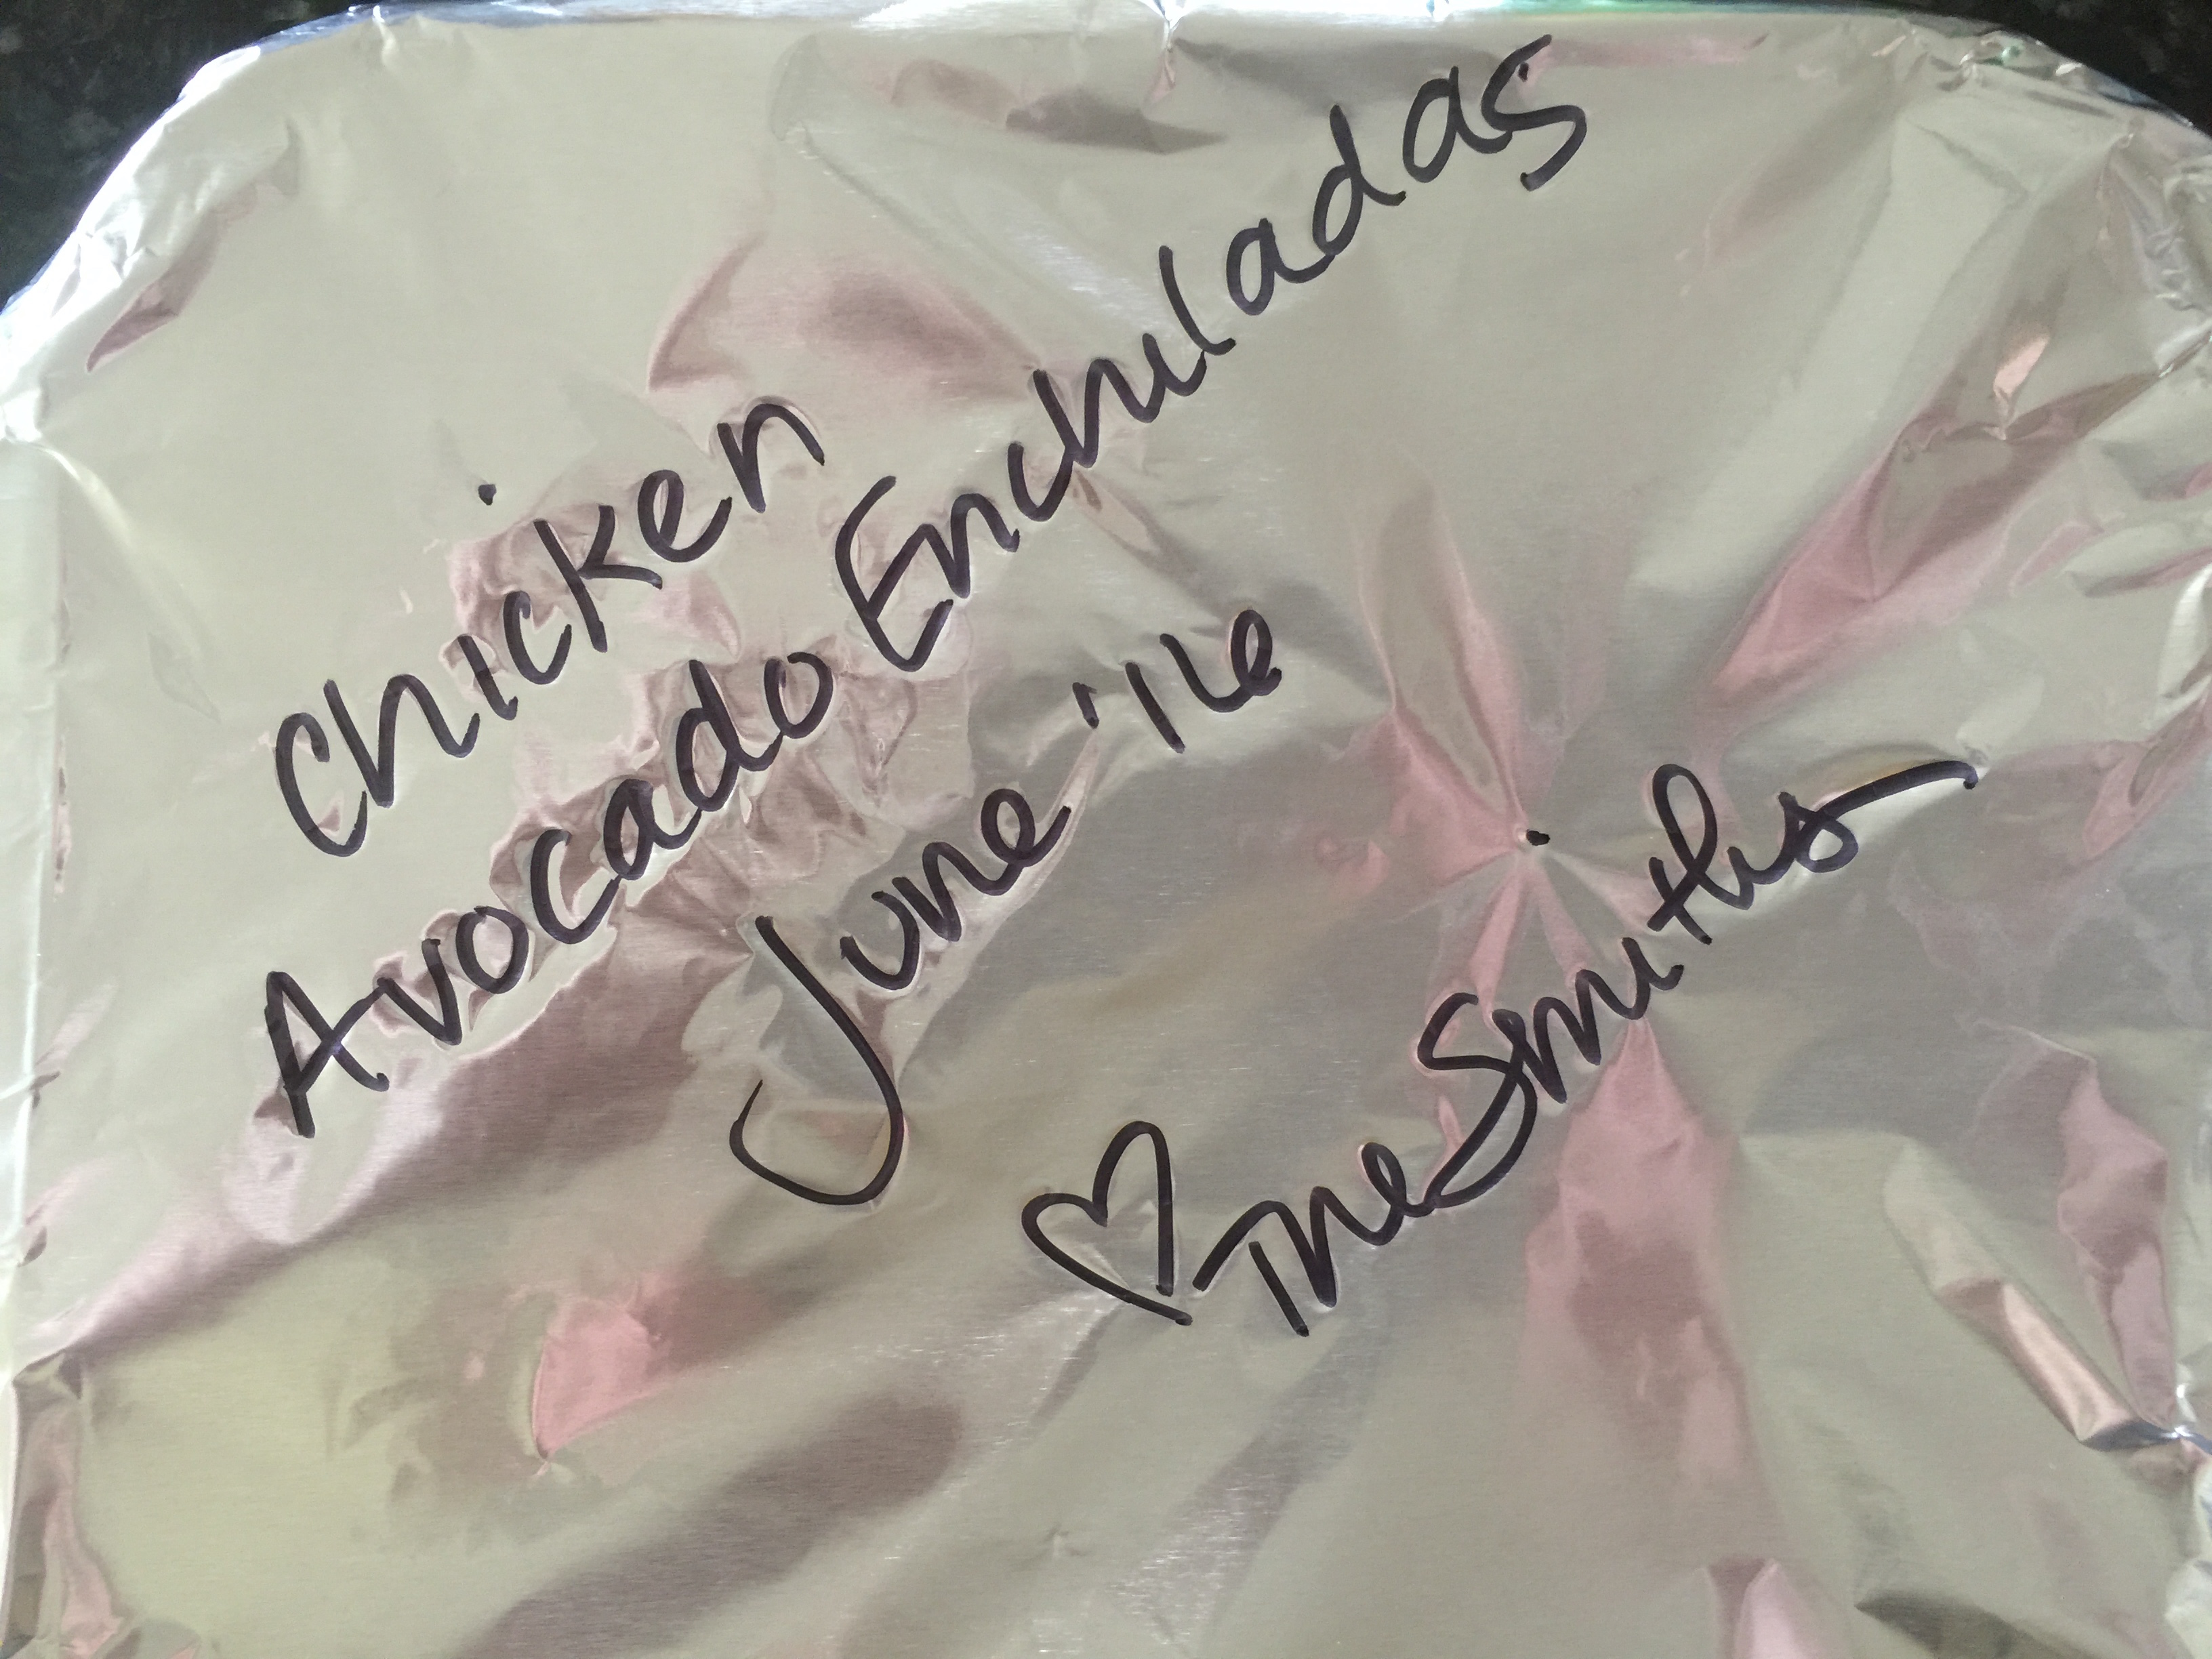 Chicken
Avocado Enchiladas
June '16
♡ The Smiths